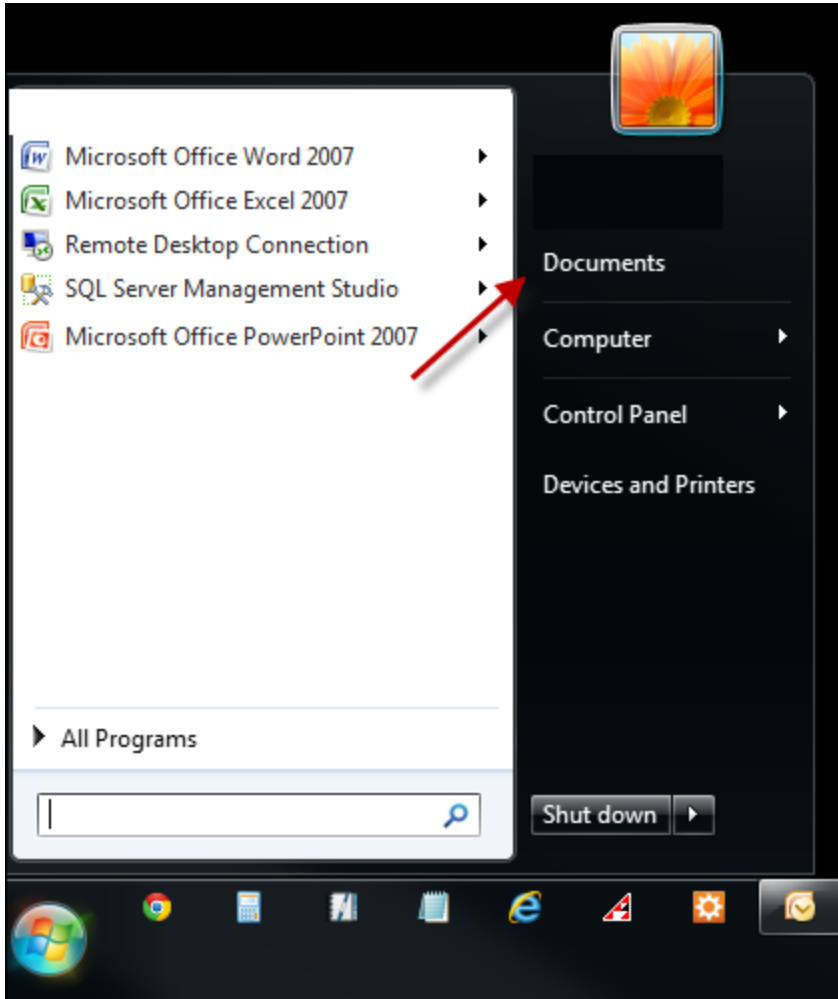 Microsoft Office Word 2007
Microsoft Office Excel 2007
Remote Desktop Connection
SQL Server Management Studio
Microsoft Office PowerPoint 2007
All Programs
Documents
Computer
Control Panel
Devices and Printers
Shut down